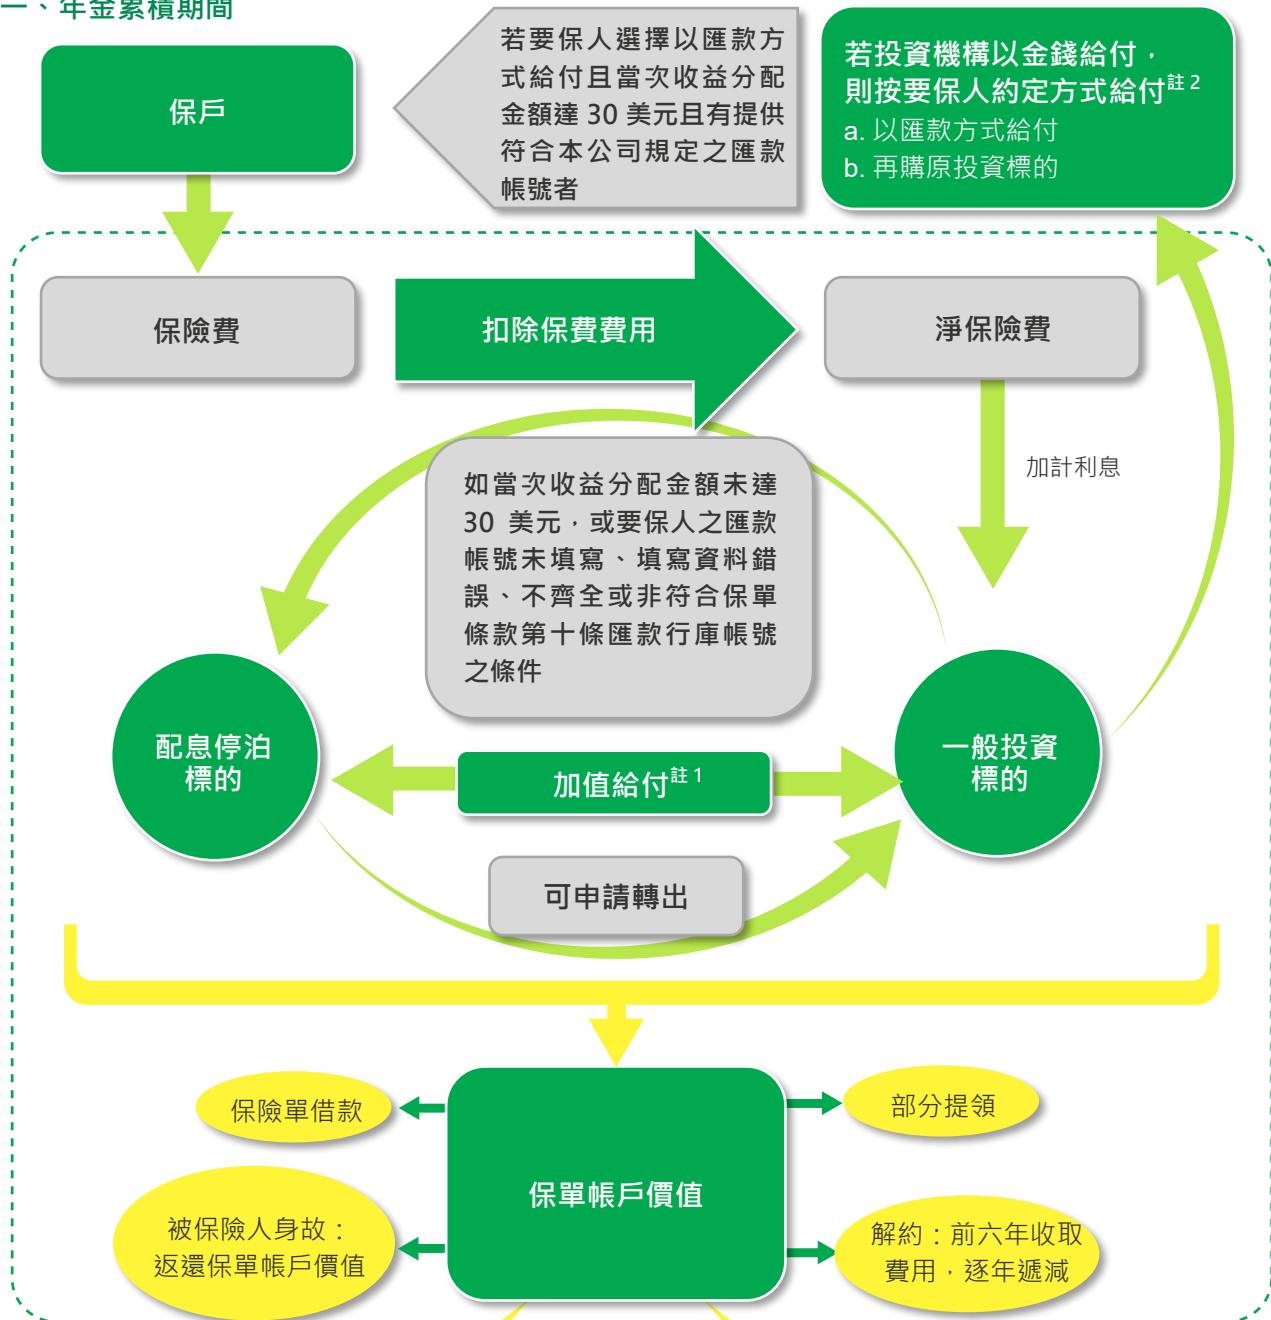 一、年金累積期間
保戶
若要保人選擇以匯款方
式給付且當次收益分配
金額達 30 美元且有提供
符合本公司規定之匯款
帳號者
若投資機構以金錢給付，
則按要保人約定方式給付註 2
a. 以匯款方式給付
b. 再購原投資標的
保險費
扣除保費費用
淨保險費
加計利息
如當次收益分配金額未達
30 美元，或要保人之匯款
帳號未填寫、填寫資料錯
誤、不齊全或非符合保單
條款第十條匯款行庫帳號
之條件
配息停泊
標的
加值給付註 1
一般投資
標的
可申請轉出
保險單借款
部分提領
保單帳戶價值
被保險人身故：
返還保單帳戶價值
解約：前六年收取
費用，逐年遞減